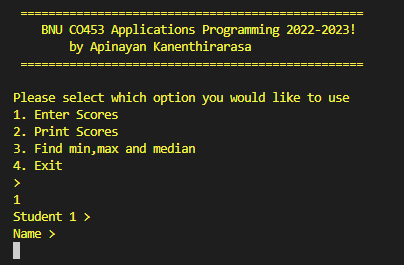 =================================================
BNU CO453 Applications Programming 2022-2023!
by Apinayan Kanenthirarasa
=================================================
Please select which option you would like to use
1. Enter Scores
2. Print Scores
3. Find min,max and median
4. Exit
>
1
Student 1 >
Name >